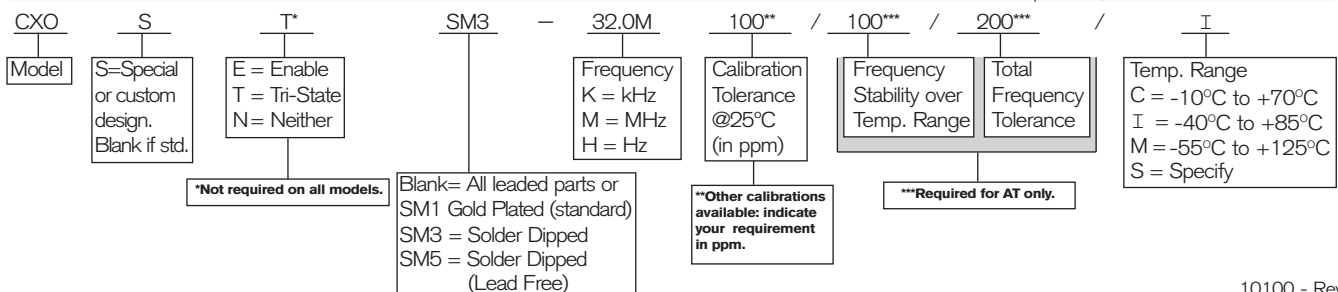 CXO S T* SM3 – 32.0M 100** / 100*** / 200*** / I
Model
S=Special
or custom
design.
Blank if std.
E = Enable
T = Tri-State
N= Neither
*Not required on all models.
Blank= All leaded parts or
SM1 Gold Plated (standard)
SM3 = Solder Dipped
SM5 = Solder Dipped
(Lead Free)
Frequency
K = kHz
M = MHz
H = Hz
Calibration
Tolerance
@25°C
(in ppm)
**Other calibrations
available: indicate
your requirement
in ppm.
Frequency
Stability over
Temp. Range
Total
Frequency
Tolerance
***Required for AT only.
Temp. Range
C = -10°C to +70°C
I = -40°C to +85°C
M = -55°C to +125°C
S = Specify
10100 - Rev